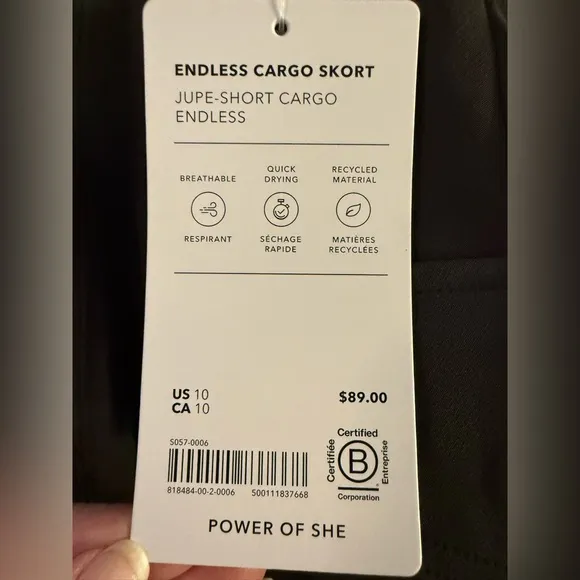 ENDLESS CARGO SKORT
JUPE-SHORT CARGO
ENDLESS
BREATHABLE
RESPIRANT
QUICK
DRYING
SÉCHAGE
RAPIDE
RECYCLED
MATERIAL
MATIÈRES
RECYCLÉES
US 10
CA 10
$89.00
S057-0006
818484-00-2-0006 500111837668
Certified
Certifiée
B
Entreprise
Corporation
POWER OF SHE